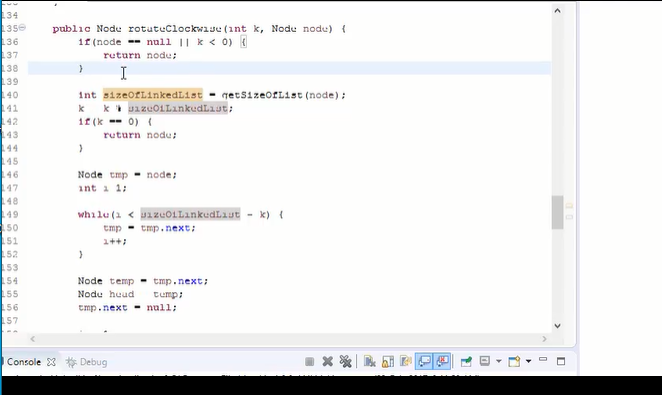 134
135 public Node rotateClockwise(int k, Node node) {
136 if(node == null || k < 0) {
137 return node;
138 }
139
140 int sizeOfLinkedList = getSizeOfList(node);
141 k k % sizeOfLinkedList;
142 if(k == 0) {
143 return node;
144 }
145
146 Node tmp = node;
147 int i 1;
148
149 while(i < sizeOfLinkedList - k) {
150 tmp = tmp.next;
151 i++;
152 }
153
154 Node temp = tmp.next;
155 Node head temp;
156 tmp.next = null;
157
Console Debug